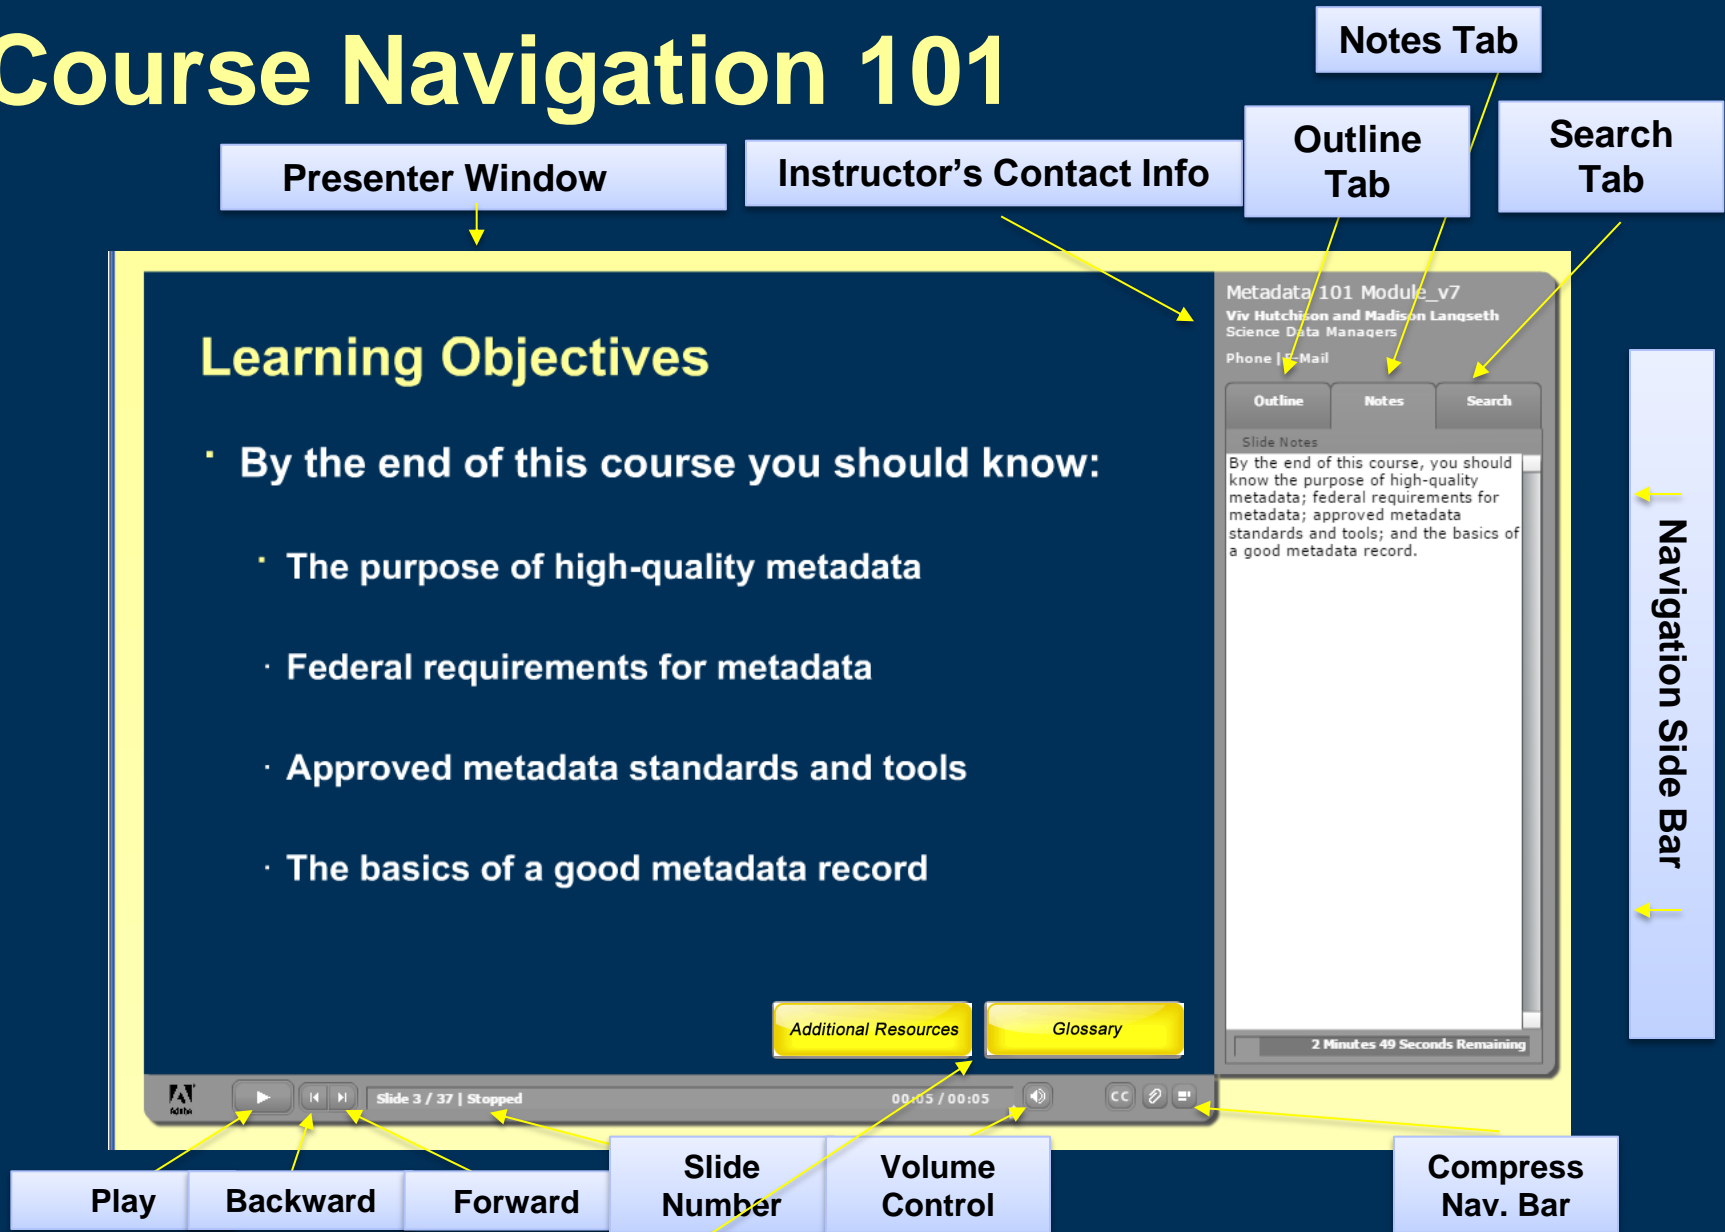 Course Navigation 101
Notes Tab
Outline
Tab
Search
Tab
Presenter Window
Instructor’s Contact Info
Learning Objectives
By the end of this course you should know:
The purpose of high-quality metadata
Federal requirements for metadata
Approved metadata standards and tools
The basics of a good metadata record
Additional Resources
Glossary
Metadata 101 Module_v7
Viv Hutchison and Madison Langseth
Science Data Managers
Phone | E-Mail
Outline
Notes
Search
Slide Notes
By the end of this course, you should
know the purpose of high-quality
metadata; federal requirements for
metadata; approved metadata
standards and tools; and the basics of
a good metadata record.
2 Minutes 49 Seconds Remaining
Navigation Side Bar
Adobe
Slide 3 / 37 | Stopped
00:05 / 00:05
CC
Play
Backward
Forward
Slide
Number
Volume
Control
Compress
Nav. Bar